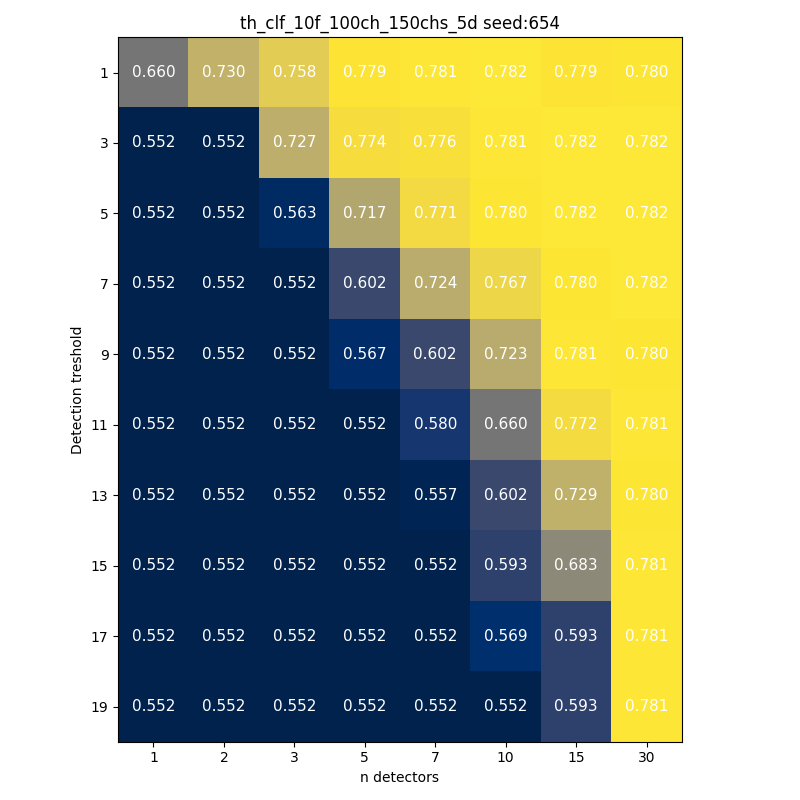 th_clf_10f_100ch_150chs_5d seed:654
1 0.660 0.730 0.758 0.779 0.781 0.782 0.779 0.780
3 0.552 0.552 0.727 0.774 0.776 0.781 0.782 0.782
5 0.552 0.552 0.563 0.717 0.771 0.780 0.782 0.782
7 0.552 0.552 0.552 0.602 0.724 0.767 0.780 0.782
9 0.552 0.552 0.552 0.567 0.602 0.723 0.781 0.780
11 0.552 0.552 0.552 0.552 0.580 0.660 0.772 0.781
13 0.552 0.552 0.552 0.552 0.557 0.602 0.729 0.780
15 0.552 0.552 0.552 0.552 0.552 0.593 0.683 0.781
17 0.552 0.552 0.552 0.552 0.552 0.569 0.593 0.781
19 0.552 0.552 0.552 0.552 0.552 0.552 0.593 0.781
1 2 3 5 7 10 15 30
n detectors
Detection treshold